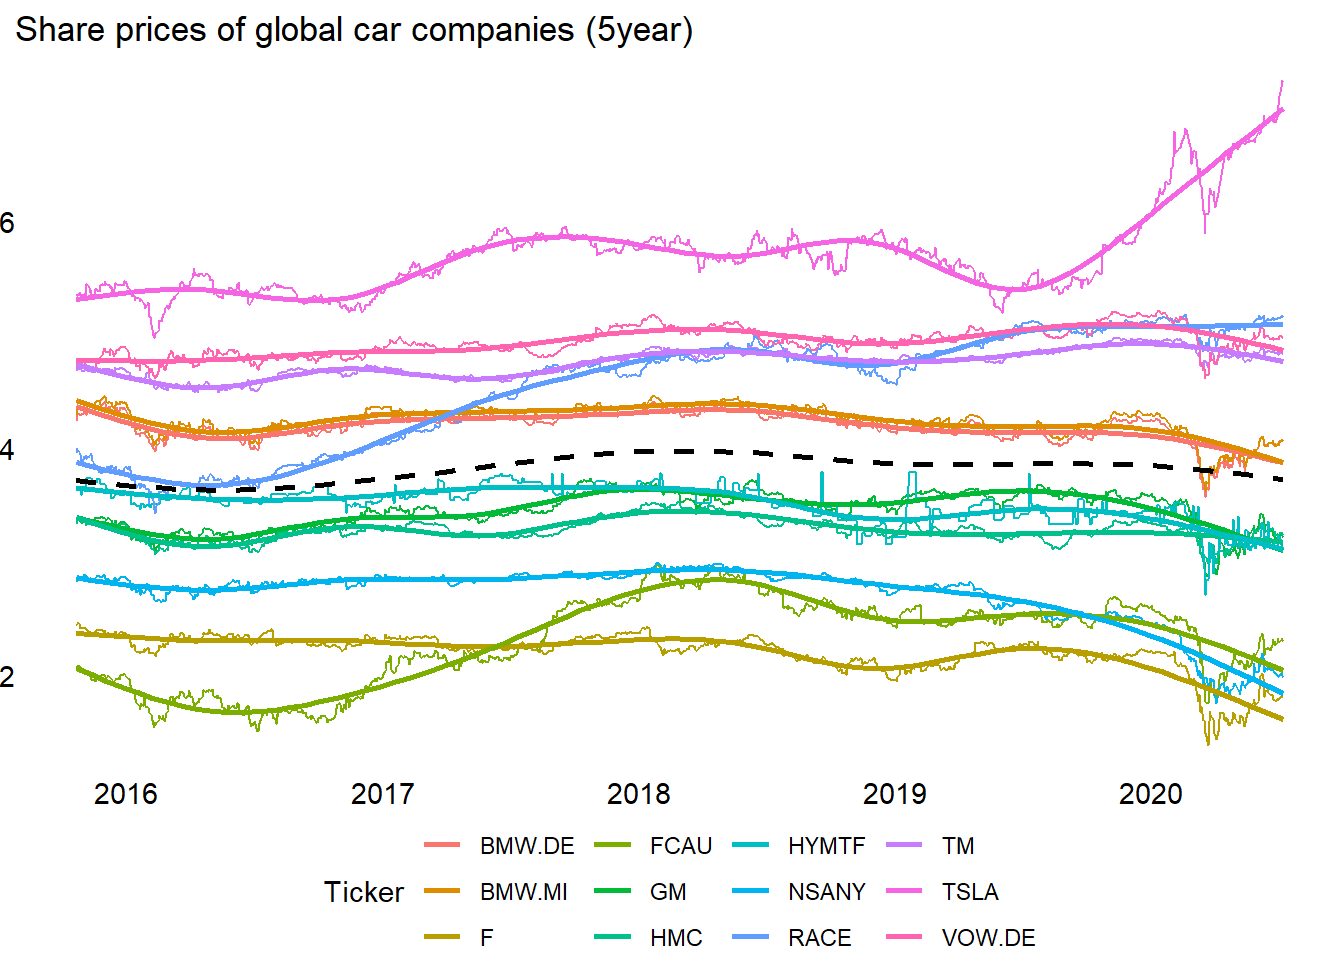 Share prices of global car companies (5year)
6
4
2
2016 2017 2018 2019 2020
BMW.DE FCAU HYMTF TM
Ticker BMW.MI GM NSANY TSLA
F HMC RACE VOW.DE